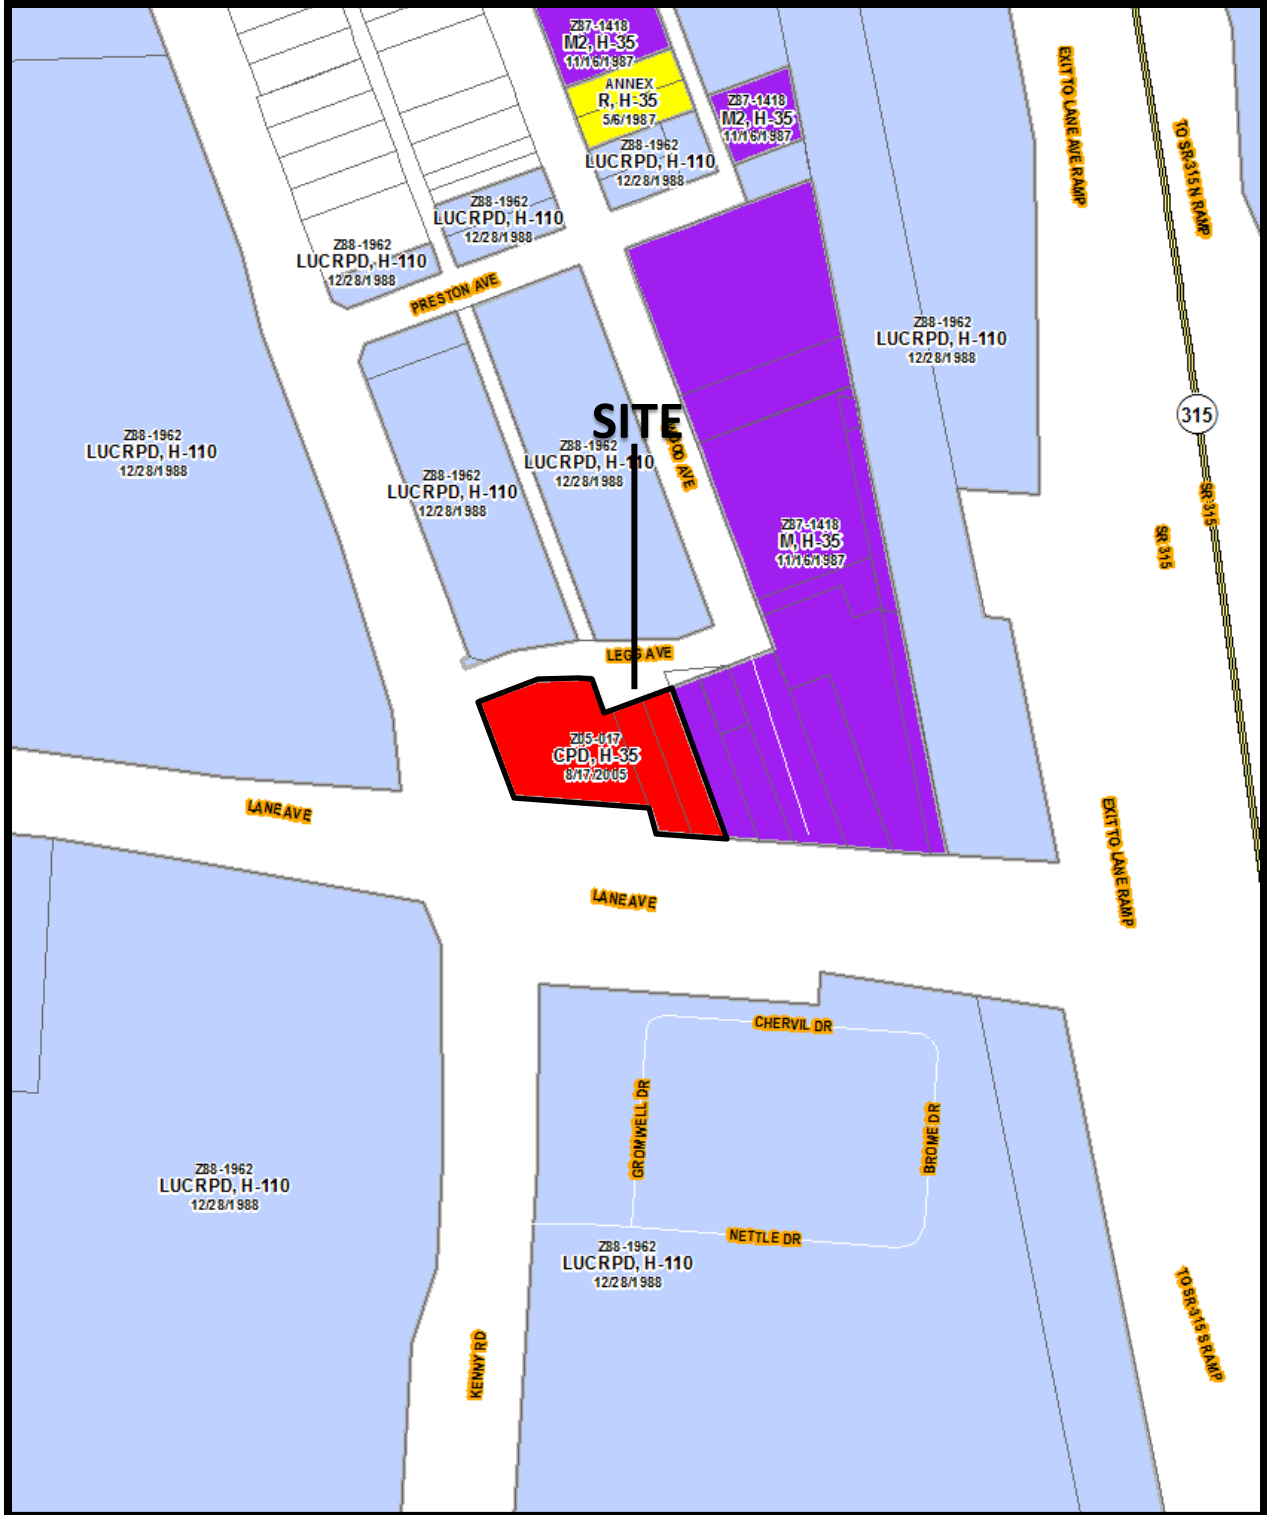 Z87-1418
M2, H-35
11/16/1987
ANNEX
R, H-35
5/6/1987
Z87-1418
M2, H-35
11/16/1987
Z88-1962
LUCRPD, H-110
12/28/1988
Z88-1962
LUCRPD, H-110
12/28/1988
Z88-1962
LUCRPD, H-110
12/28/1988
EXIT TO LANE AVE RAMP
TO SR-315 N RAMP
PRESTON AVE
Z88-1962
LUCRPD, H-110
12/28/1988
315
SITE
Z88-1962
LUCRPD, H-110
12/28/1988
Z88-1962
LUCRPD, H-110
12/28/1988
Z88-1962
LUCRPD, H-110
12/28/1988
AVE
SR 315
SR 315
Z87-1418
M, H-35
11/16/1987
LEGG AVE
Z05-017
CPD, H-35
8/17/2005
LANE AVE
EXIT TO LANE RAMP
LANE AVE
CHERVIL DR
GROMWELL DR
BROME DR
Z88-1962
LUCRPD, H-110
12/28/1988
NETTLE DR
Z88-1962
LUCRPD, H-110
12/28/1988
KENNY RD
TO SR-315 S RAMP